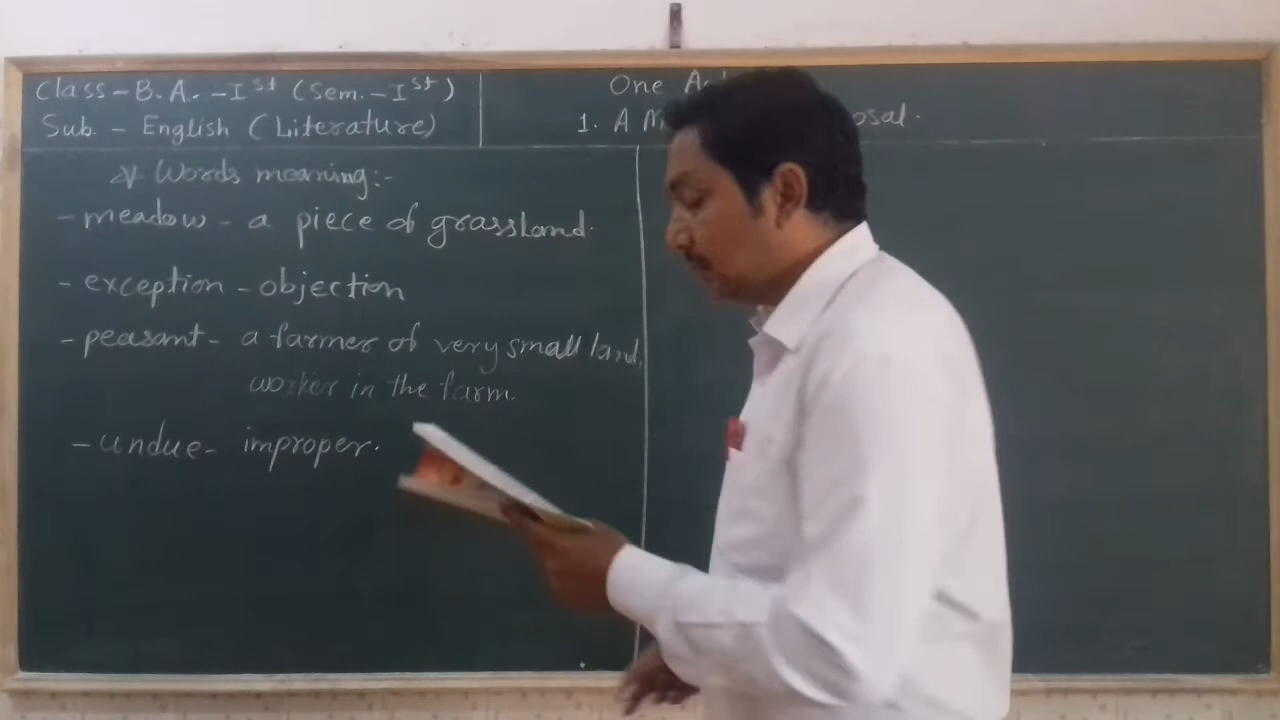 Class - B.A. - Ist (Sem. - Ist)
Sub. - English (Literature)
One
1. A osal.
* Words meaning:-
- meadow - a piece of grassland.
- exception - objection
- peasant - a farmer of very small land,
worker in the farm.
- undue - improper.